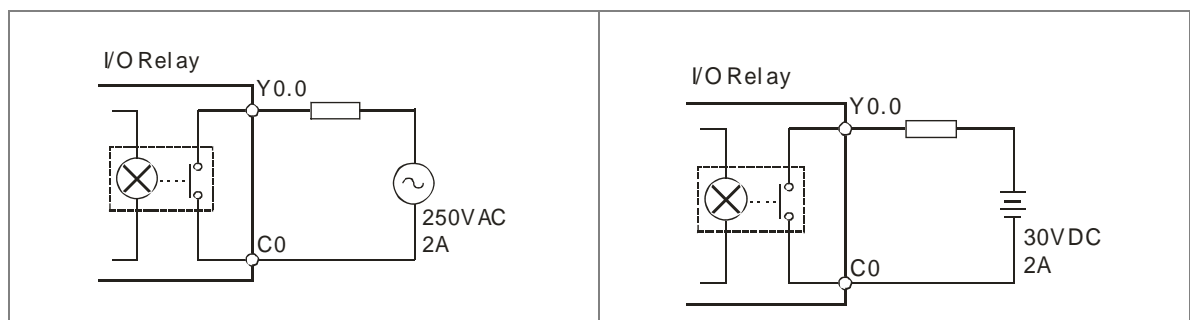 I/O Relay
Y0.0
250VAC
2A
C0
I/O Relay
Y0.0
30VDC
2A
C0